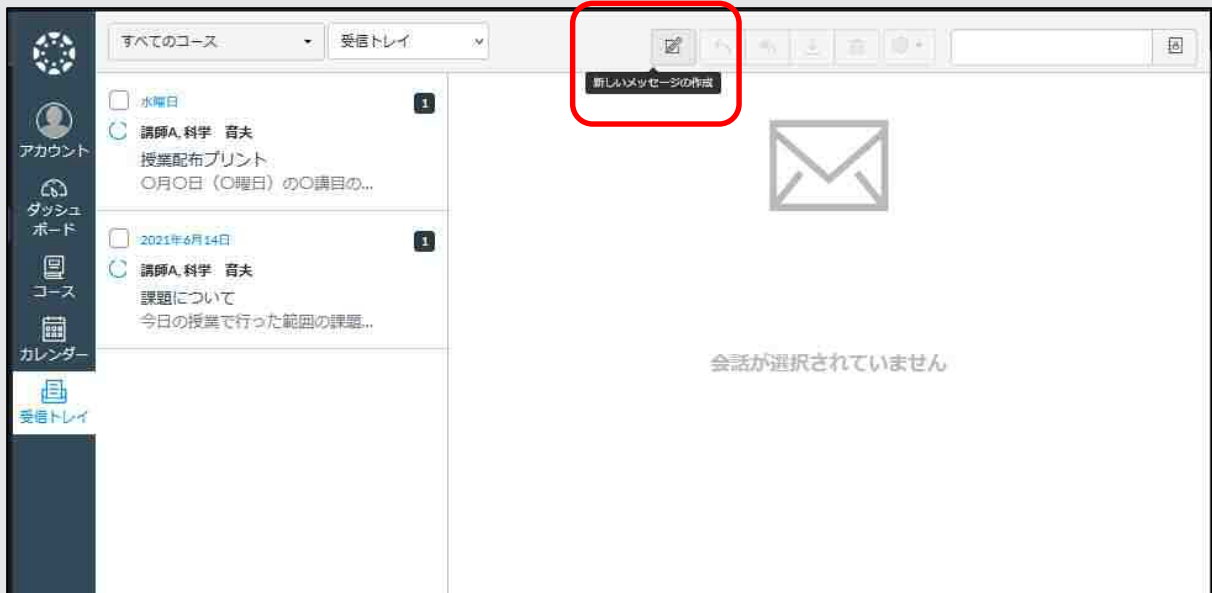 すべてのコース
受信トレイ
新しいメッセージの作成
アカウント
ダッシュ
ボード
コース
カレンダー
受信トレイ
水曜日
1
講師A, 科学　育夫
授業配布プリント
〇月〇日（〇曜日）の〇講目の...
2021年6月14日
1
講師A, 科学　育夫
課題について
今日の授業で行った範囲の課題...
会話が選択されていません